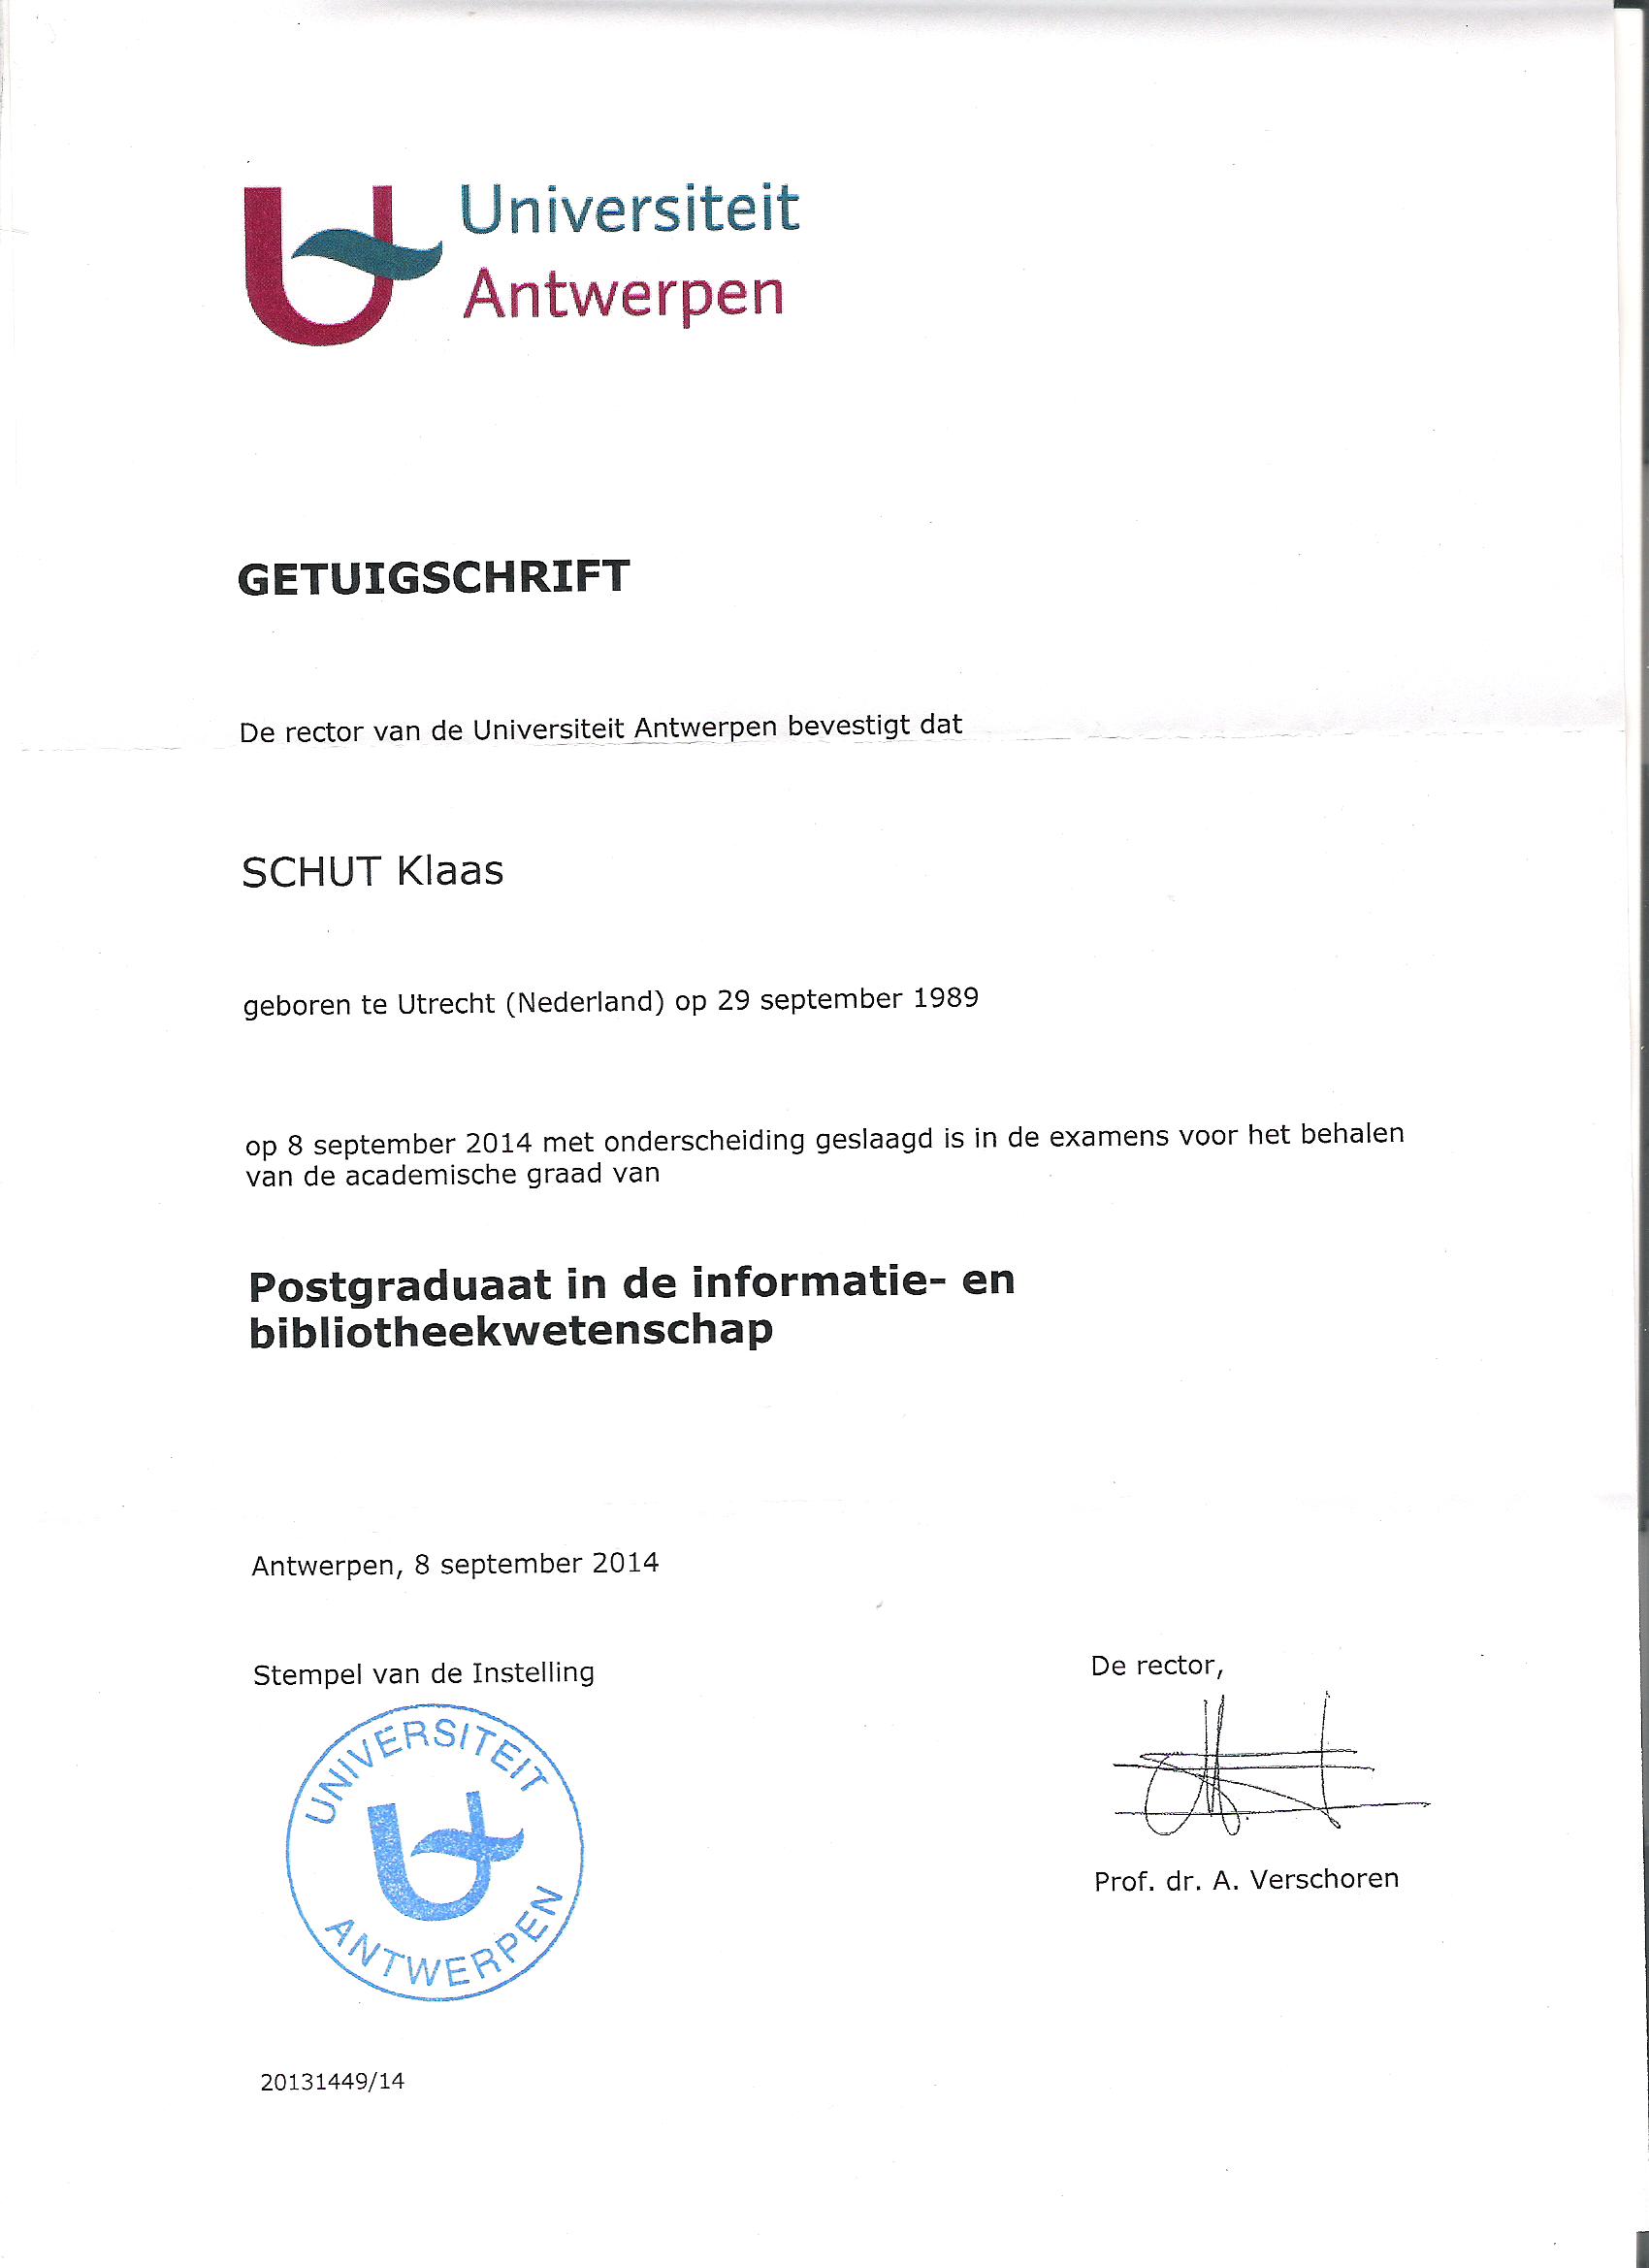 Universiteit
Antwerpen
GETUIGSCHRIFT
De rector van de Universiteit Antwerpen bevestigt dat
SCHUT Klaas
geboren te Utrecht (Nederland) op 29 september 1989
op 8 september 2014 met onderscheiding geslaagd is in de examens voor het behalen
van de academische graad van
Postgraduaat in de informatie- en
bibliotheekwetenschap
Antwerpen, 8 september 2014
Stempel van de Instelling
De rector,
UNIVERSITEIT
ANTWERPEN
Prof. dr. A. Verschoren
20131449/14